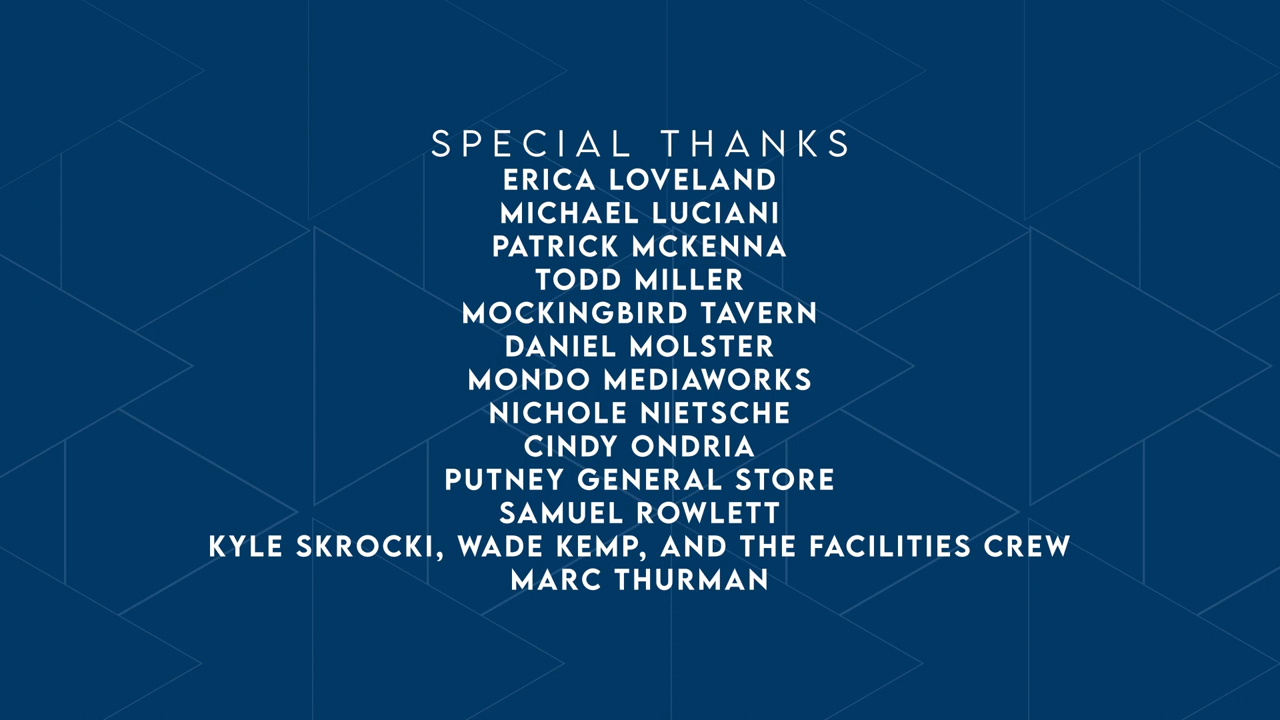 SPECIAL THANKS
ERICA LOVELAND
MICHAEL LUCIANI
PATRICK MCKENNA
TODD MILLER
MOCKINGBIRD TAVERN
DANIEL MOLSTER
MONDO MEDIAWORKS
NICHOLE NIETSCHE
CINDY ONDRIA
PUTNEY GENERAL STORE
SAMUEL ROWLETT
KYLE SKROCKI, WADE KEMP, AND THE FACILITIES CREW
MARC THURMAN